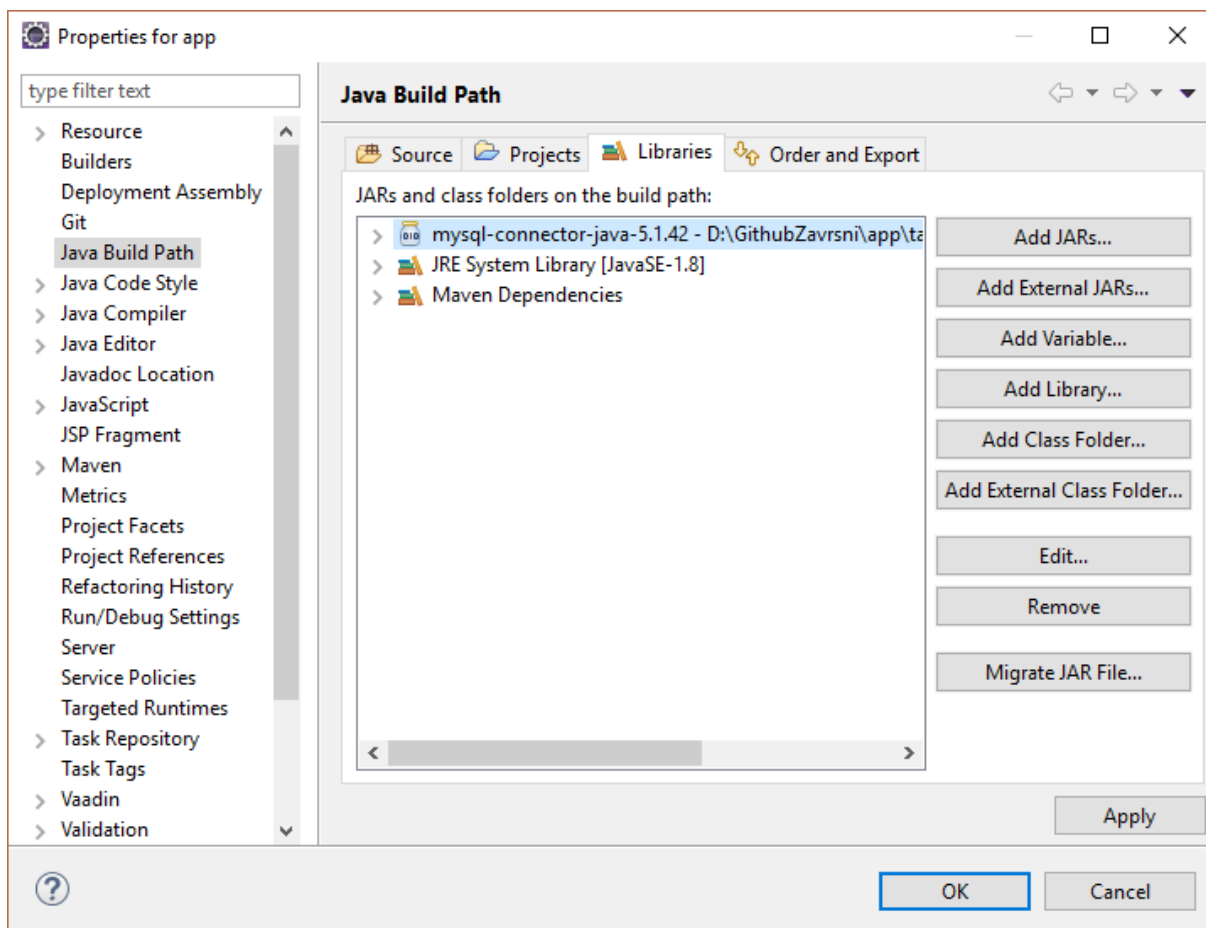 Properties for app
type filter text
Resource
Builders
Deployment Assembly
Git
Java Build Path
Java Code Style
Java Compiler
Java Editor
Javadoc Location
JavaScript
JSP Fragment
Maven
Metrics
Project Facets
Project References
Refactoring History
Run/Debug Settings
Server
Service Policies
Targeted Runtimes
Task Repository
Task Tags
Vaadin
Validation
Java Build Path
Source Projects Libraries Order and Export
JARs and class folders on the build path:
mysql-connector-java-5.1.42 - D:\GithubZavrsni\app\ta
JRE System Library [JavaSE-1.8]
Maven Dependencies
Add JARs...
Add External JARs...
Add Variable...
Add Library...
Add Class Folder...
Add External Class Folder...
Edit...
Remove
Migrate JAR File...
Apply
OK Cancel